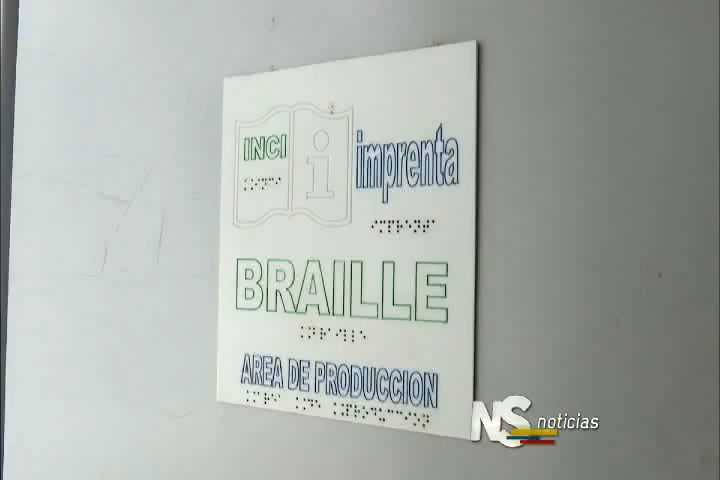 INCI
i
imprenta
BRAILLE
AREA DE PRODUCCION
NS noticias